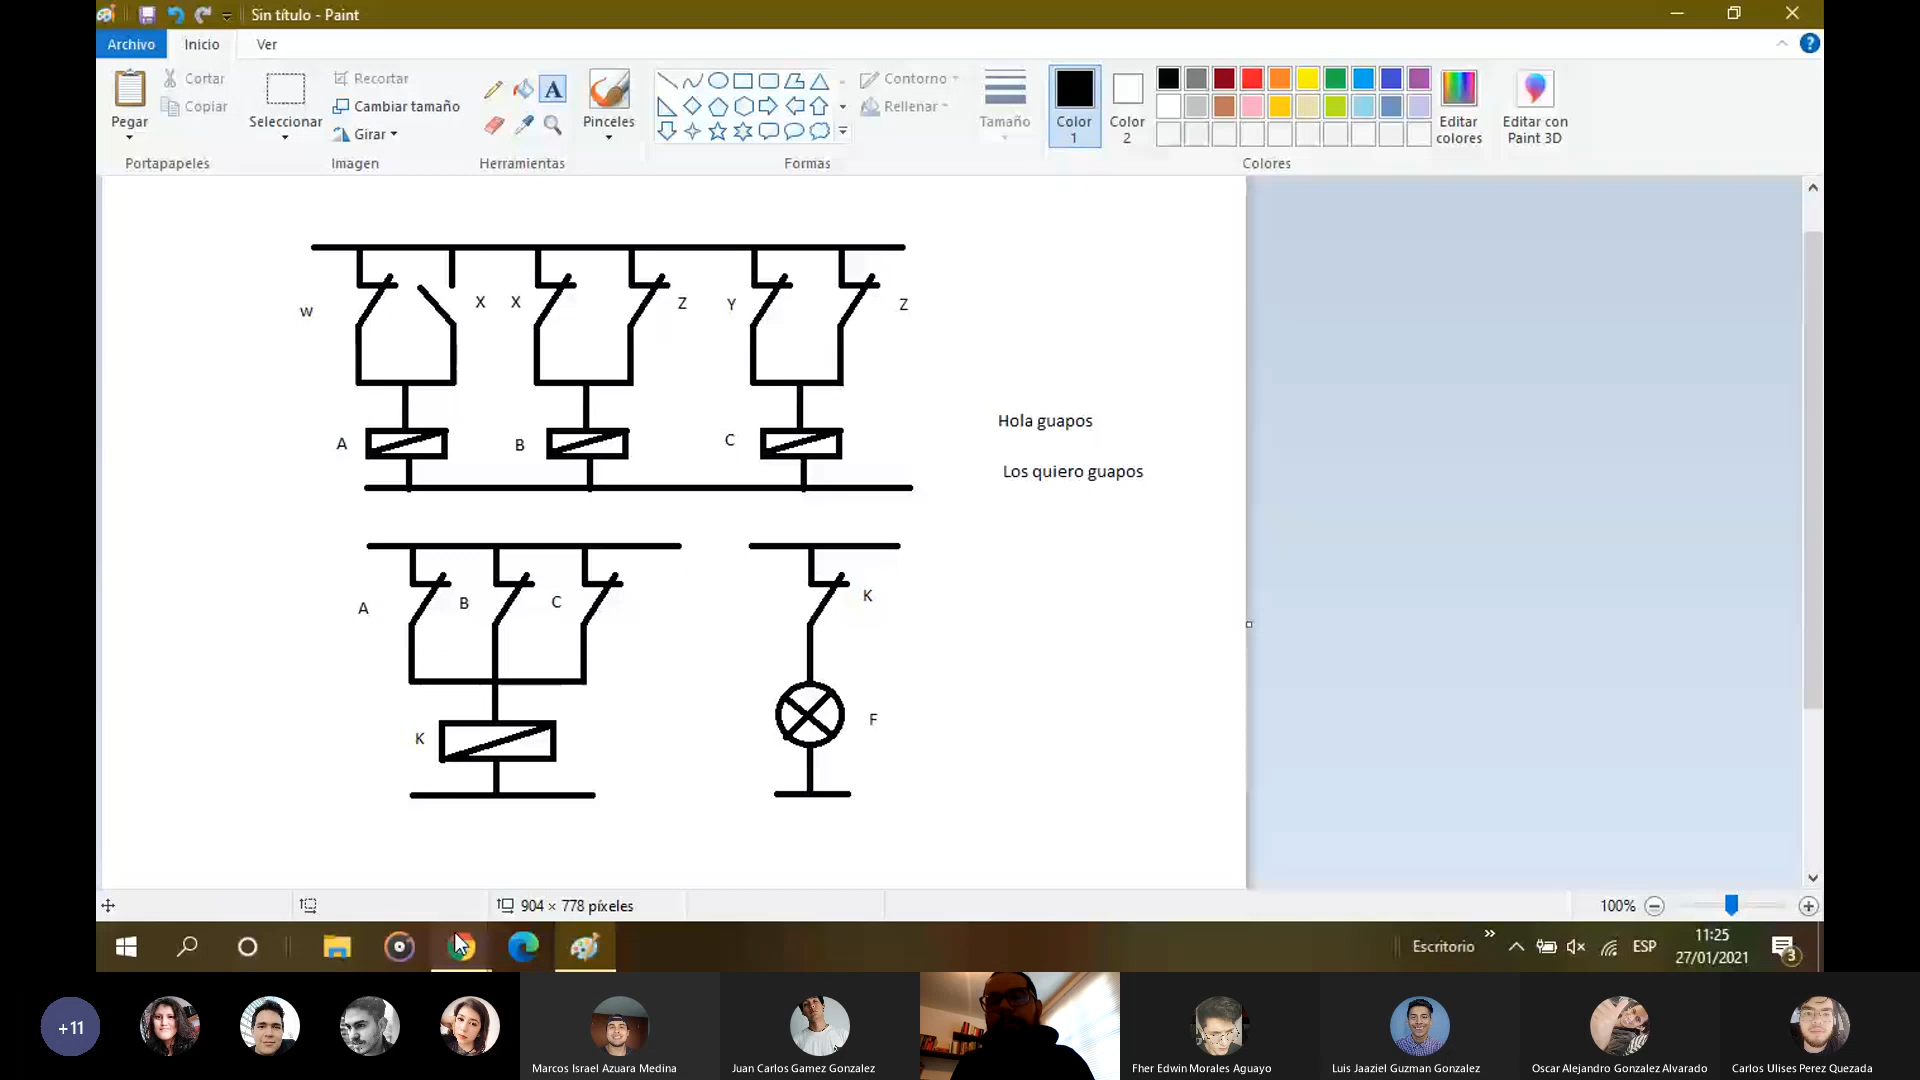 Sin título - Paint
Archivo Inicio Ver
Pegar
Cortar
Copiar
Portapapeles
Seleccionar
Recortar
Cambiar tamaño
Girar
Imagen
A
Herramientas
Pinceles
Contorno
Rellenar
Formas
Tamaño
Color 1
Color 2
Editar colores
Editar con Paint 3D
Colores
w X X Z Y Z
A B C
Hola guapos
Los quiero guapos
A B C K
K F
904 × 778 píxeles
100%
Escritorio
ESP
11:25
27/01/2021
3
+11
Marcos Israel Azuara Medina
Juan Carlos Gamez Gonzalez
Fher Edwin Morales Aguayo
Luis Jaaziel Guzman Gonzalez
Oscar Alejandro Gonzalez Alvarado
Carlos Ulises Perez Quezada